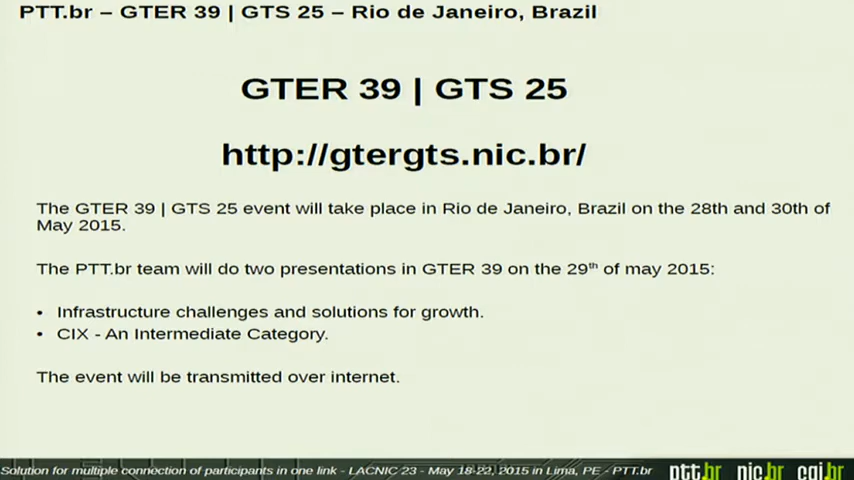 PTT.br – GTER 39 | GTS 25 – Rio de Janeiro, Brazil
GTER 39 | GTS 25
http://gtergts.nic.br/
The GTER 39 | GTS 25 event will take place in Rio de Janeiro, Brazil on the 28th and 30th of
May 2015.
The PTT.br team will do two presentations in GTER 39 on the 29th of may 2015:
• Infrastructure challenges and solutions for growth.
• CIX - An Intermediate Category.
The event will be transmitted over internet.
Solution for multiple connection of participants in one link - LACNIC 23 - May 18-22, 2015 in Lima, PE - PTT.br
ptt.br nic.br cgi.br